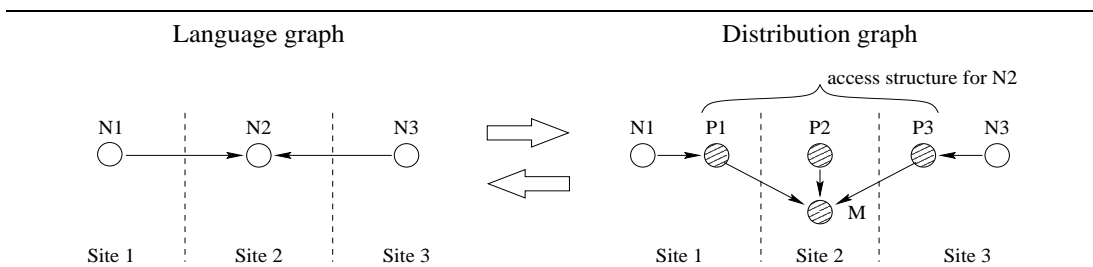 Language graph
Distribution graph
access structure for N2
N1 N2 N3
N1 P1 P2 P3 N3
M
Site 1 Site 2 Site 3
Site 1 Site 2 Site 3